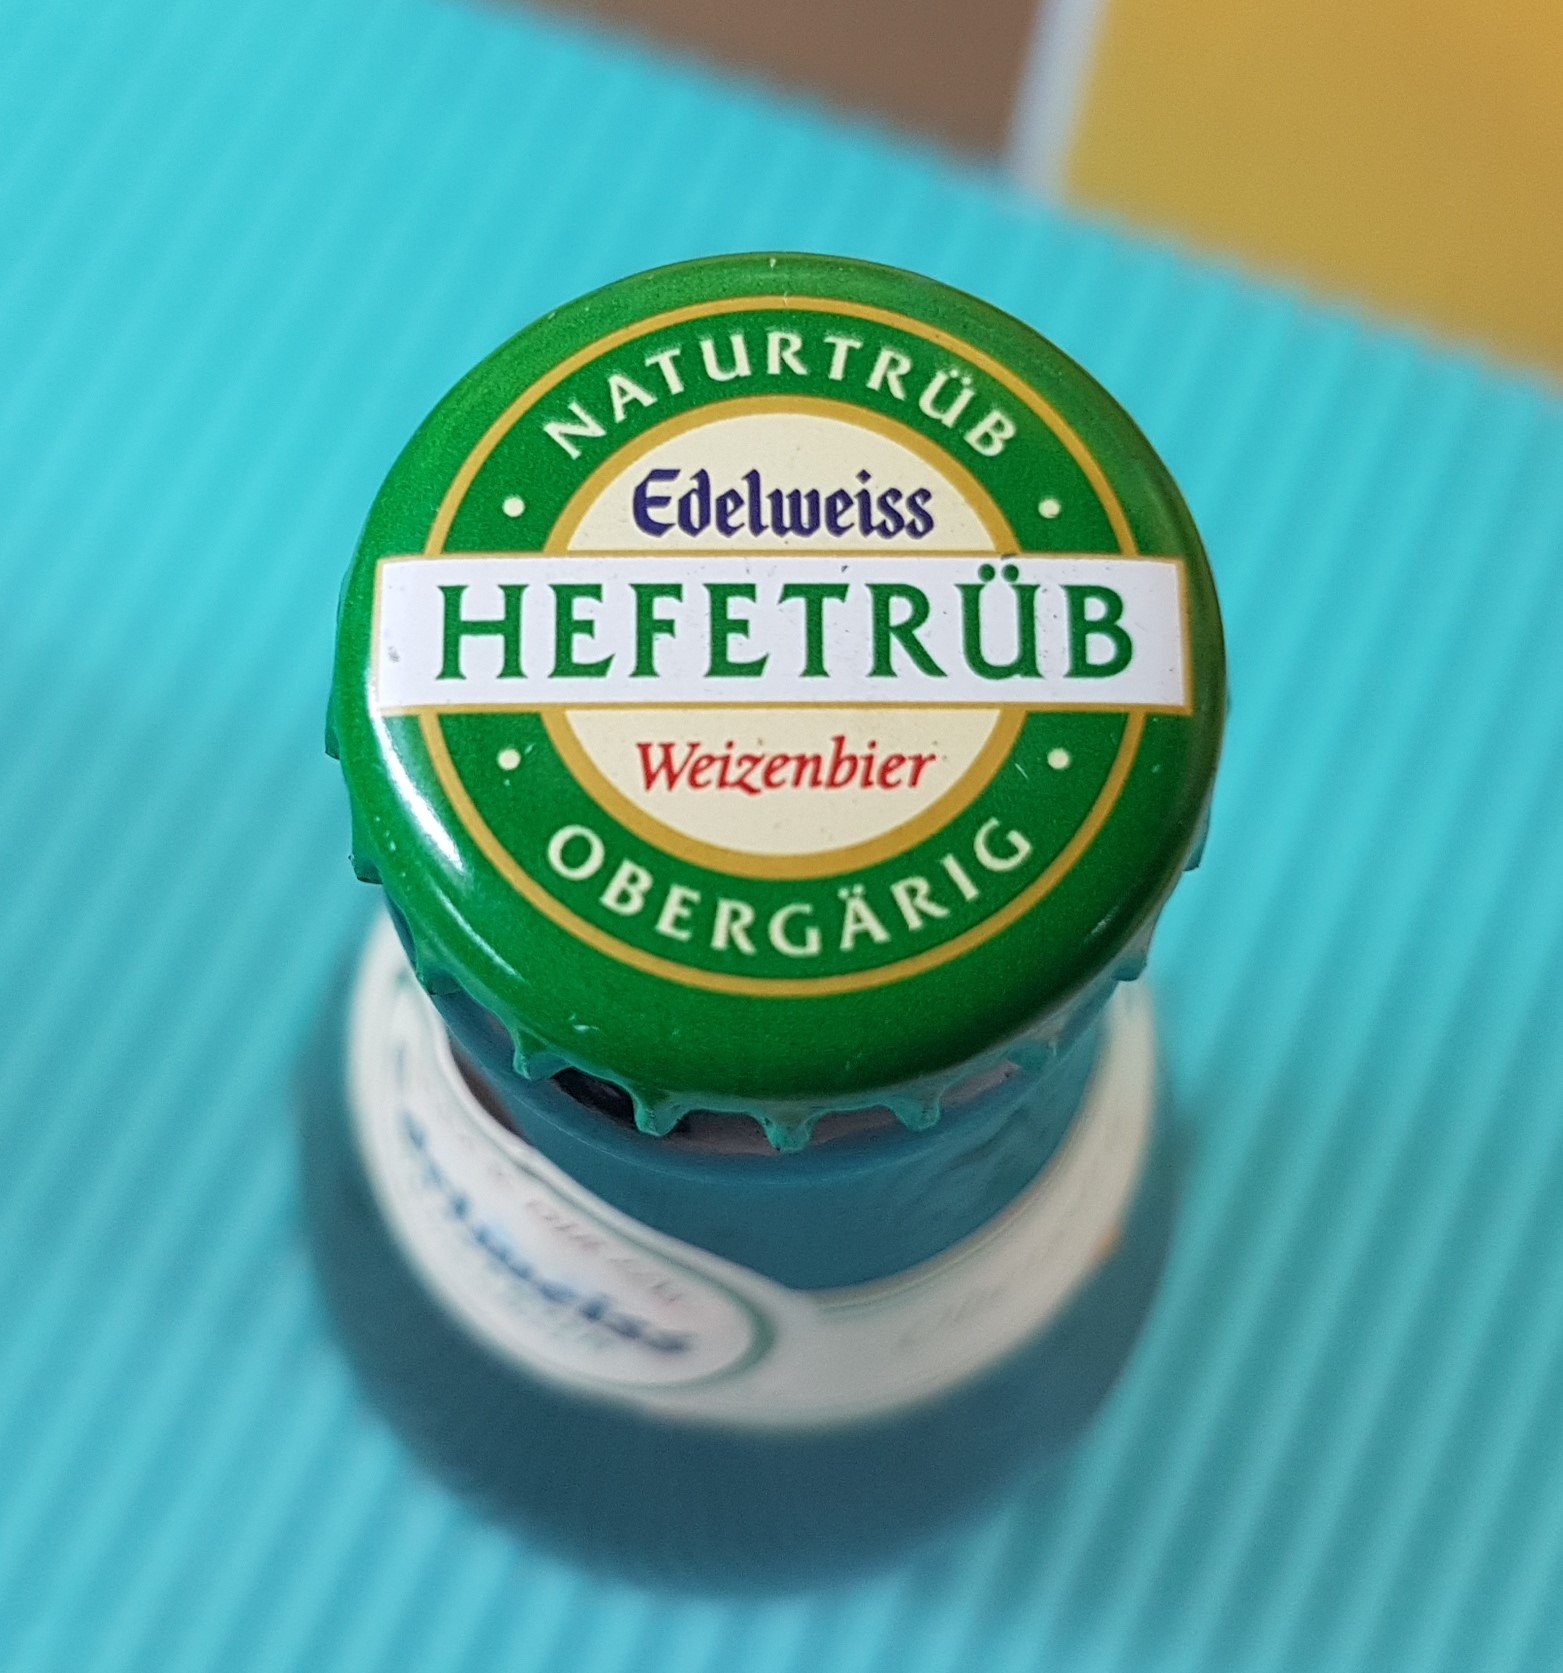 NATURTRÜB
Edelweiss
HEFETRÜB
Weizenbier
OBERGÄRIG